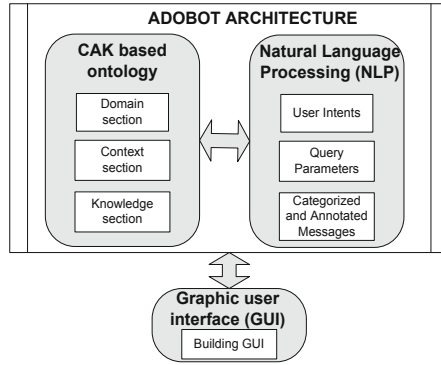 ADOBOT ARCHITECTURE
CAK based
ontology
Domain
section
Context
section
Knowledge
section
Natural Language
Processing (NLP)
User Intents
Query
Parameters
Categorized
and Annotated
Messages
Graphic user
interface (GUI)
Building GUI